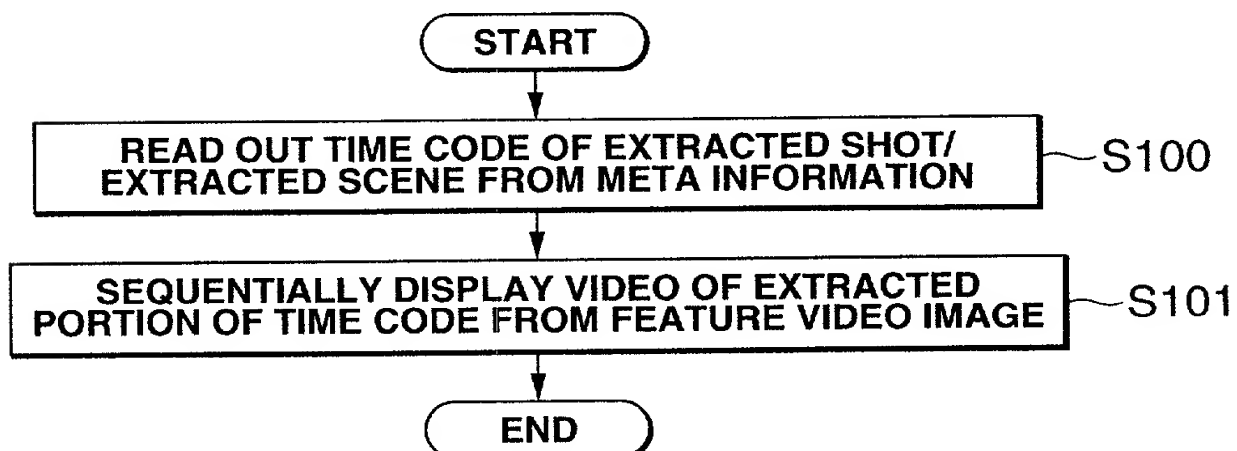 START
READ OUT TIME CODE OF EXTRACTED SHOT/
EXTRACTED SCENE FROM META INFORMATION
S100
SEQUENTIALLY DISPLAY VIDEO OF EXTRACTED
PORTION OF TIME CODE FROM FEATURE VIDEO IMAGE
S101
END